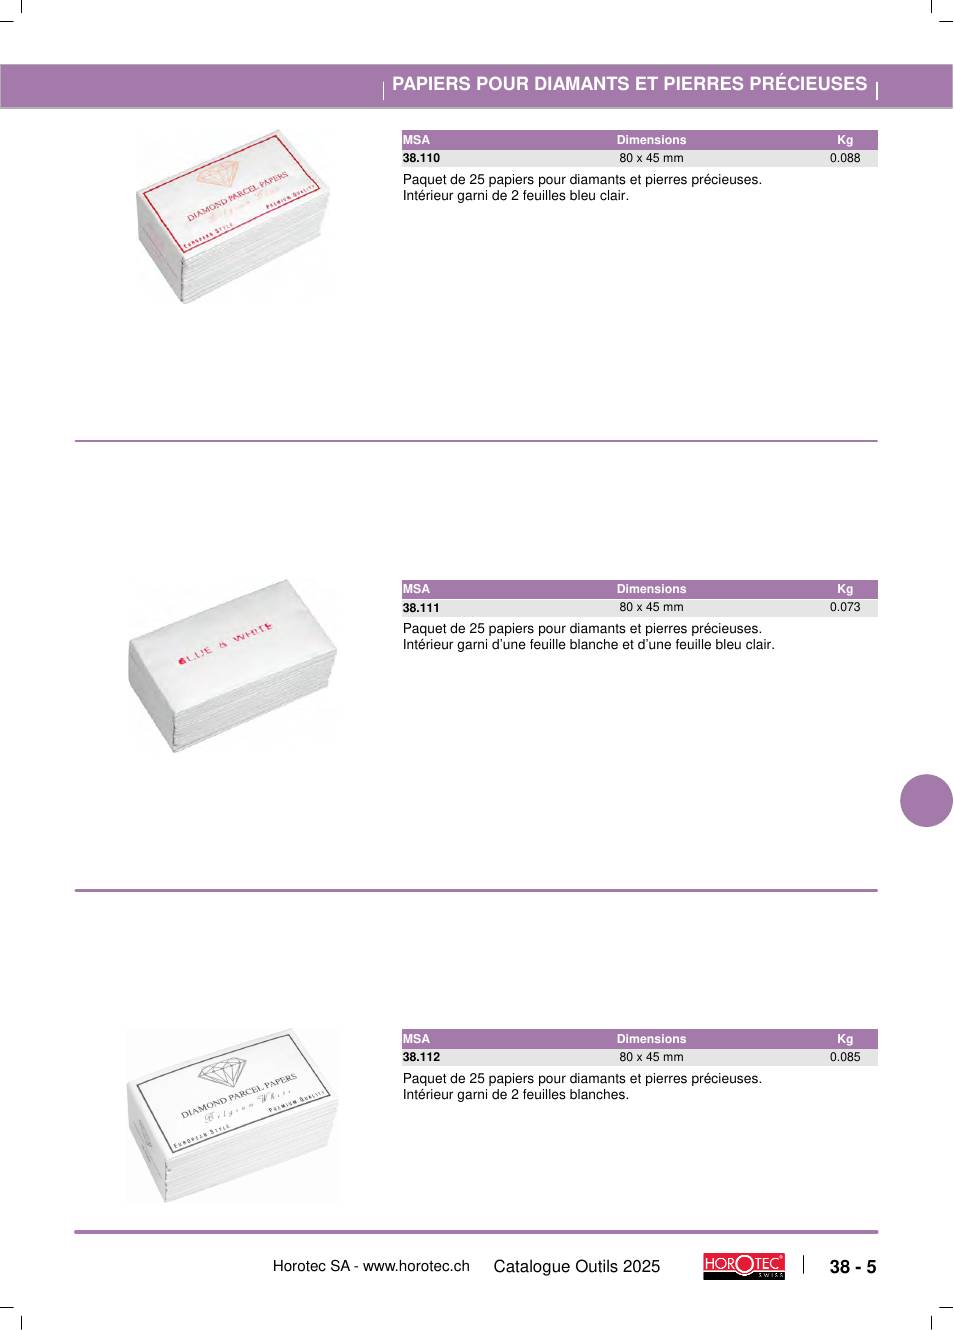 PAPIERS POUR DIAMANTS ET PIERRES PRÉCIEUSES
DIAMOND PARCEL PAPERS
Belgian Blue
EUROPEAN STYLE PREMIUM QUALITY
MSA Dimensions Kg
38.110 80 x 45 mm 0.088
Paquet de 25 papiers pour diamants et pierres précieuses.
Intérieur garni de 2 feuilles bleu clair.
BLUE & WHITE
MSA Dimensions Kg
38.111 80 x 45 mm 0.073
Paquet de 25 papiers pour diamants et pierres précieuses.
Intérieur garni d'une feuille blanche et d'une feuille bleu clair.
DIAMOND PARCEL PAPERS
Belgian White
EUROPEAN STYLE PREMIUM QUALITY
MSA Dimensions Kg
38.112 80 x 45 mm 0.085
Paquet de 25 papiers pour diamants et pierres précieuses.
Intérieur garni de 2 feuilles blanches.
Horotec SA - www.horotec.ch Catalogue Outils 2025 HOROTEC SWISS 38 - 5